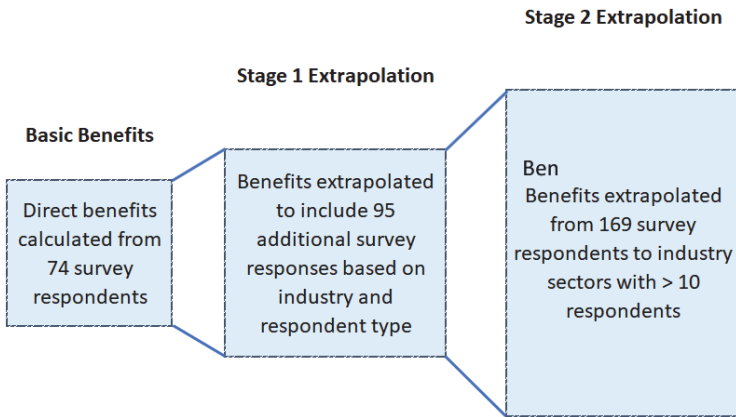 Basic Benefits
Direct benefits
calculated from
74 survey
respondents
Stage 1 Extrapolation
Benefits extrapolated
to include 95
additional survey
responses based on
industry and
respondent type
Stage 2 Extrapolation
Ben
Benefits extrapolated
from 169 survey
respondents to industry
sectors with > 10
respondents